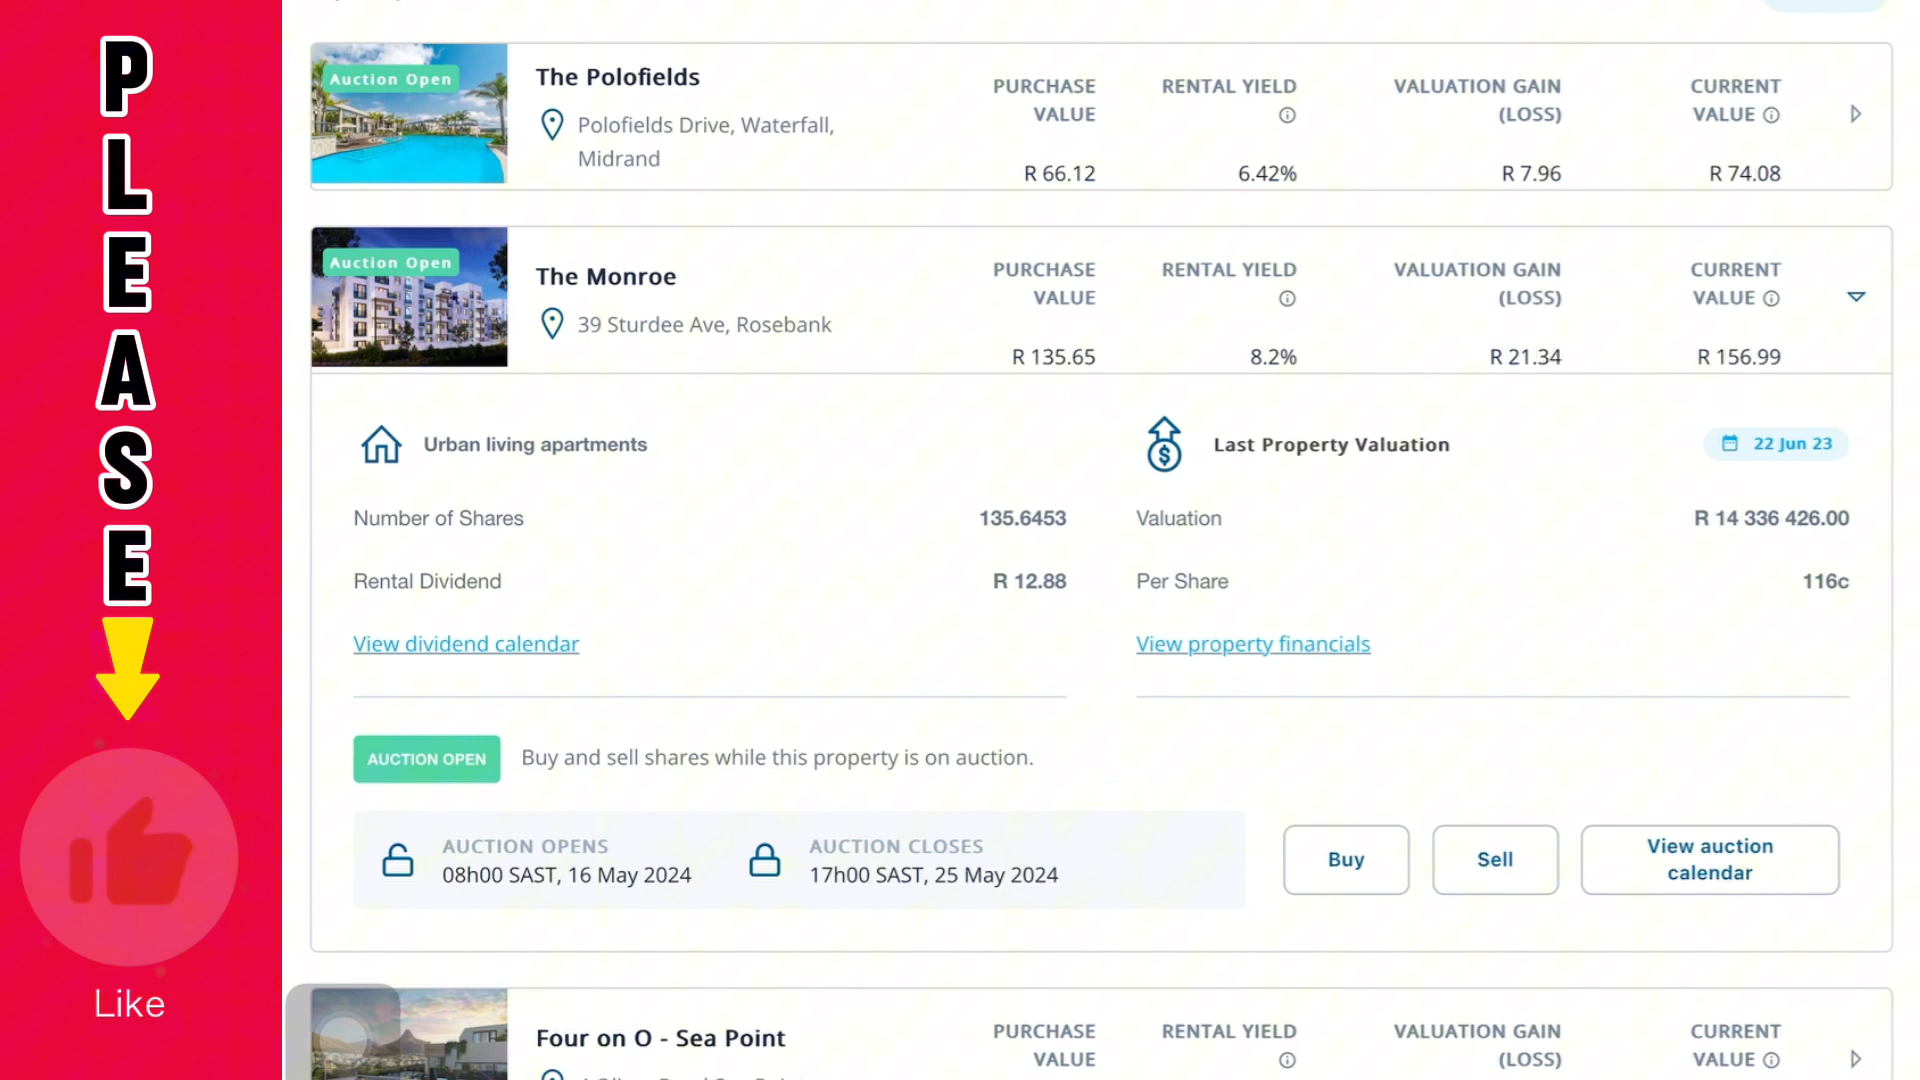 PLEASE
Like
Auction Open
The Polofields
Polofields Drive, Waterfall,
Midrand
PURCHASE
VALUE
R 66.12
RENTAL YIELD
6.42%
VALUATION GAIN
(LOSS)
R 7.96
CURRENT
VALUE
R 74.08
Auction Open
The Monroe
39 Sturdee Ave, Rosebank
PURCHASE
VALUE
R 135.65
RENTAL YIELD
8.2%
VALUATION GAIN
(LOSS)
R 21.34
CURRENT
VALUE
R 156.99
Urban living apartments
Number of Shares 135.6453
Rental Dividend R 12.88
View dividend calendar
Last Property Valuation
22 Jun 23
Valuation R 14 336 426.00
Per Share 116c
View property financials
AUCTION OPEN
Buy and sell shares while this property is on auction.
AUCTION OPENS
08h00 SAST, 16 May 2024
AUCTION CLOSES
17h00 SAST, 25 May 2024
Buy
Sell
View auction
calendar
Four on O - Sea Point
PURCHASE
VALUE
RENTAL YIELD
VALUATION GAIN
(LOSS)
CURRENT
VALUE